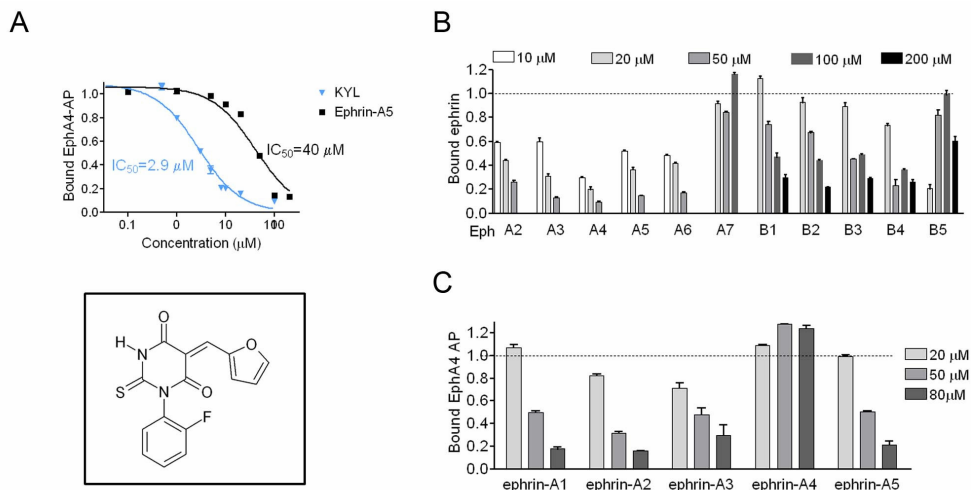 A
1.0
0.8
0.6
0.4
0.2
0.0
Bound EphA4-AP
KYL
Ephrin-A5
IC50=40 µM
IC50=2.9 µM
0.1
0
10
100
Concentration (µM)
O
H
N
O
S
N
O
F
B
10 µM
20 µM
50 µM
100 µM
200 µM
1.2
1.0
0.8
0.6
0.4
0.2
0.0
Bound ephrin
Eph A2 A3 A4 A5 A6 A7 B1 B2 B3 B4 B5
C
1.2
1.0
0.8
0.6
0.4
0.2
0.0
Bound EphA4 AP
20 µM
50 µM
80µM
ephrin-A1 ephrin-A2 ephrin-A3 ephrin-A4 ephrin-A5